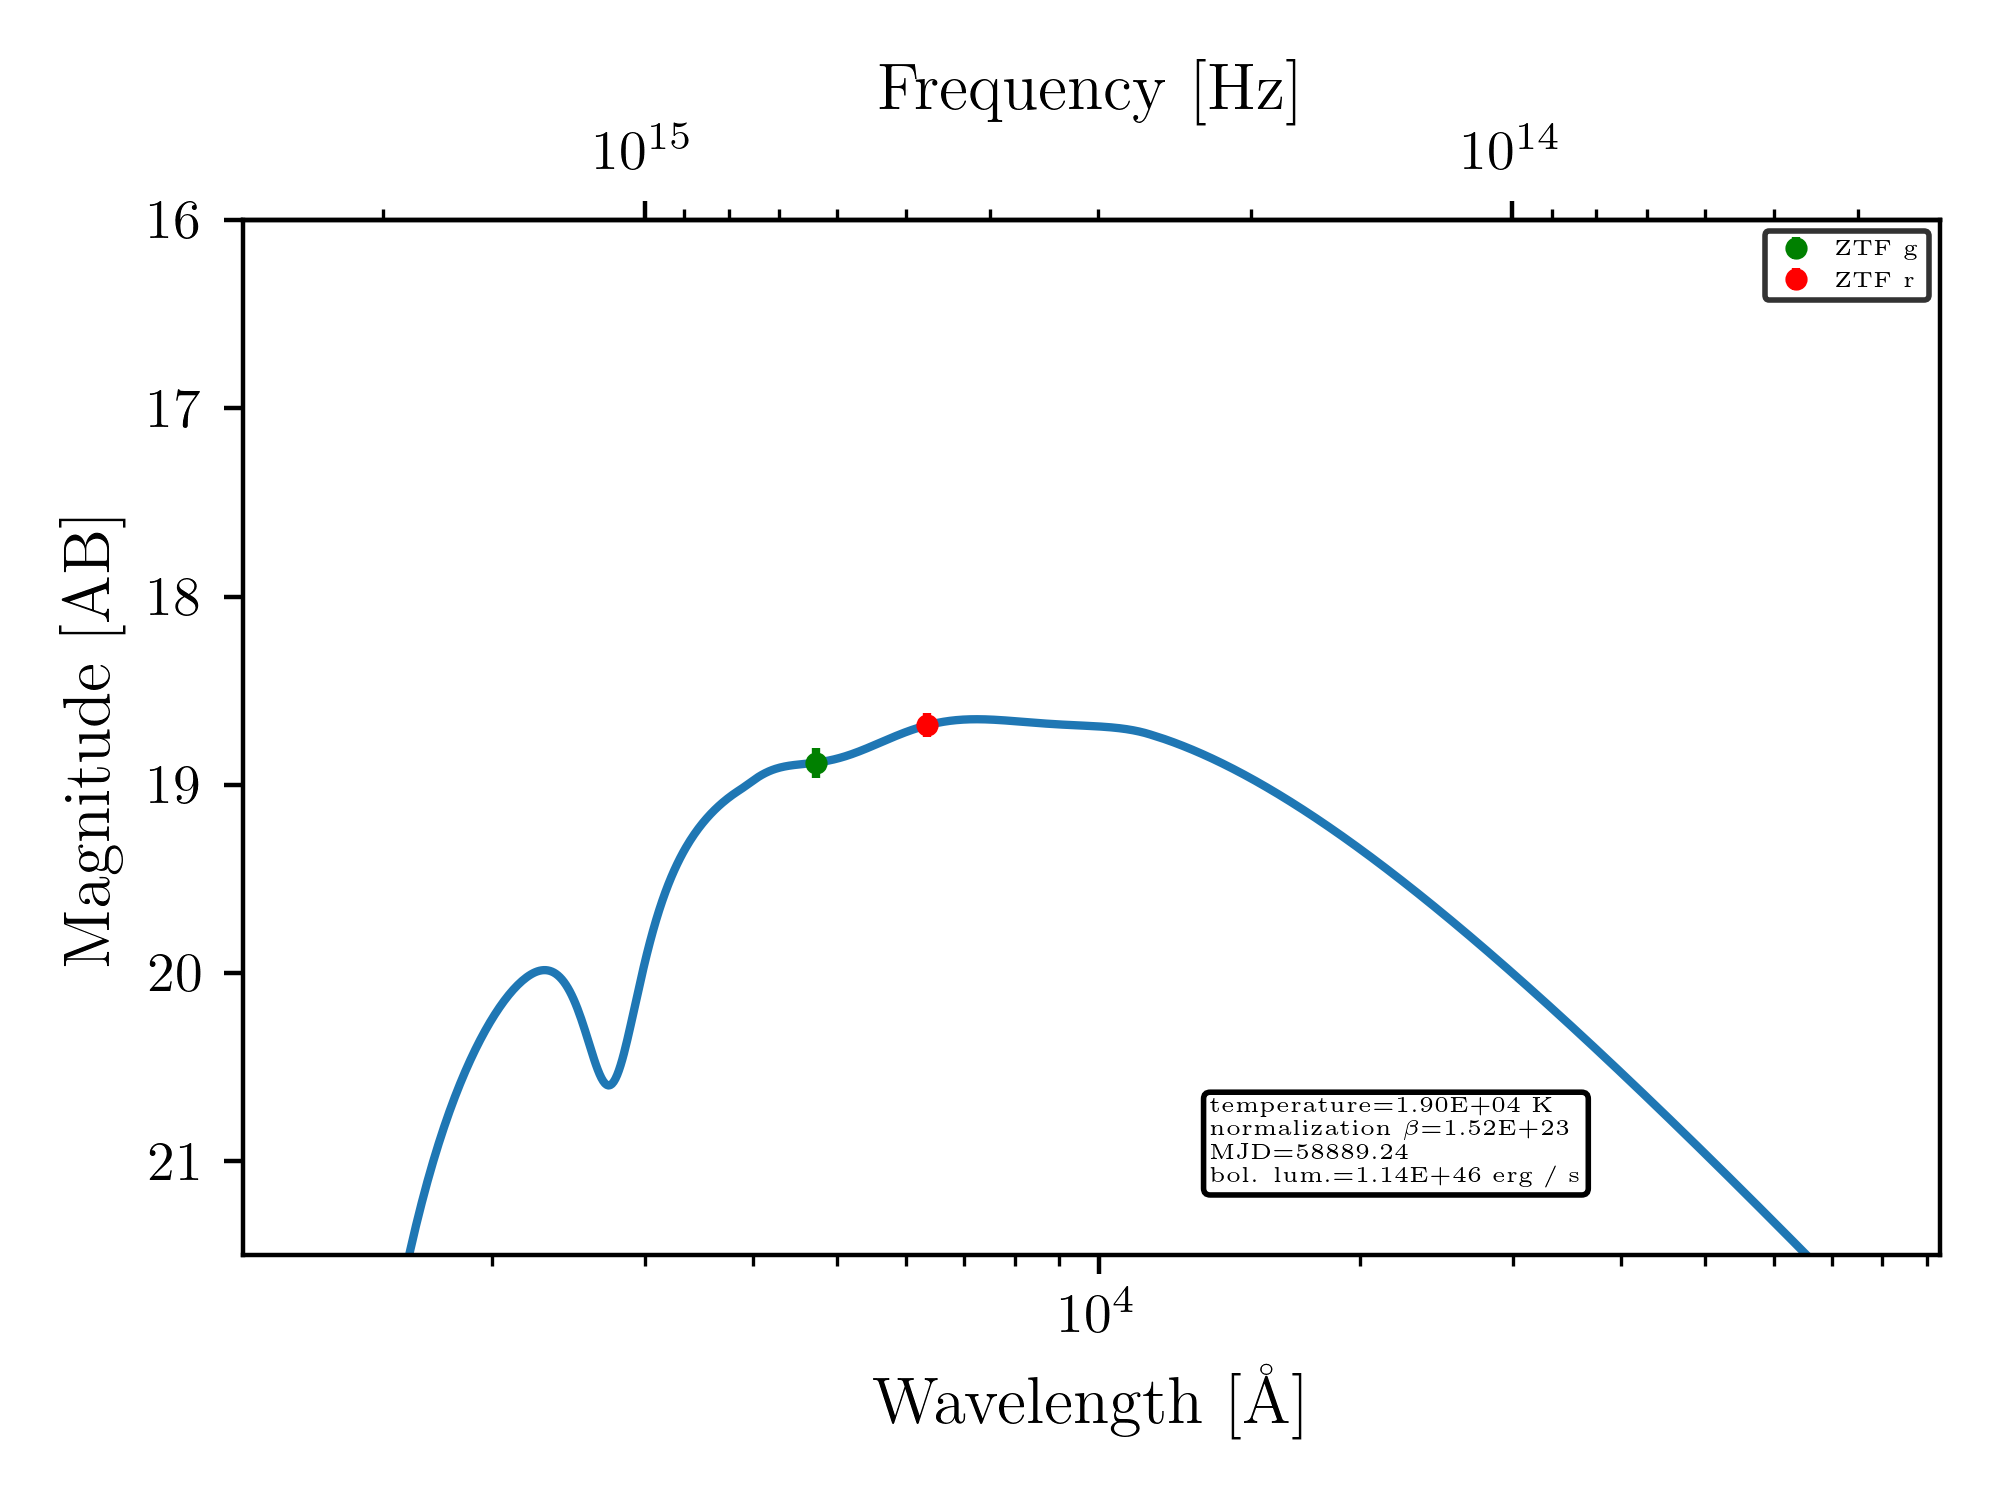 Frequency [Hz]
10^15 10^14
16
ZTF g
ZTF r
17
18
19
20
21
Magnitude [AB]
temperature=1.90E+04 K
normalization β=1.52E+23
MJD=58889.24
bol. lum.=1.14E+46 erg / s
10^4
Wavelength [Å]